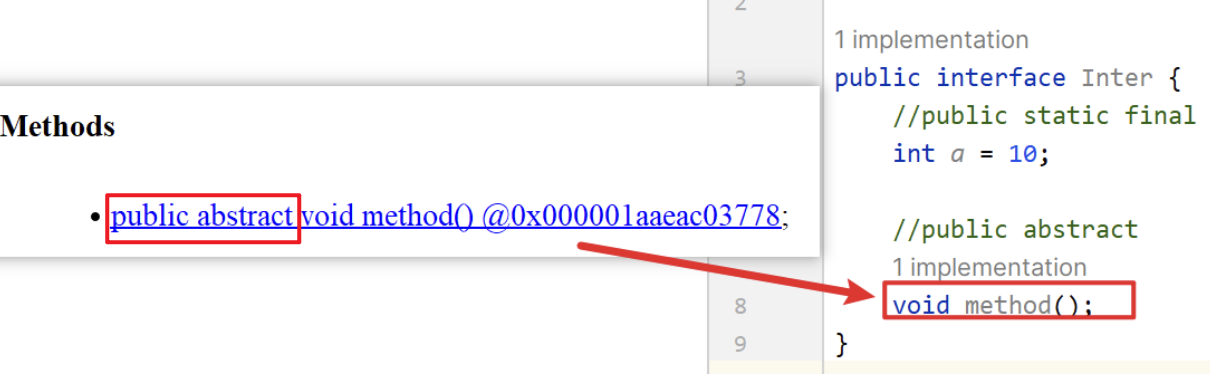 Methods
• public abstract void method() @0x000001aaeac03778;
2
1 implementation
3 public interface Inter {
//public static final
int a = 10;
//public abstract
1 implementation
8 void method();
9 }